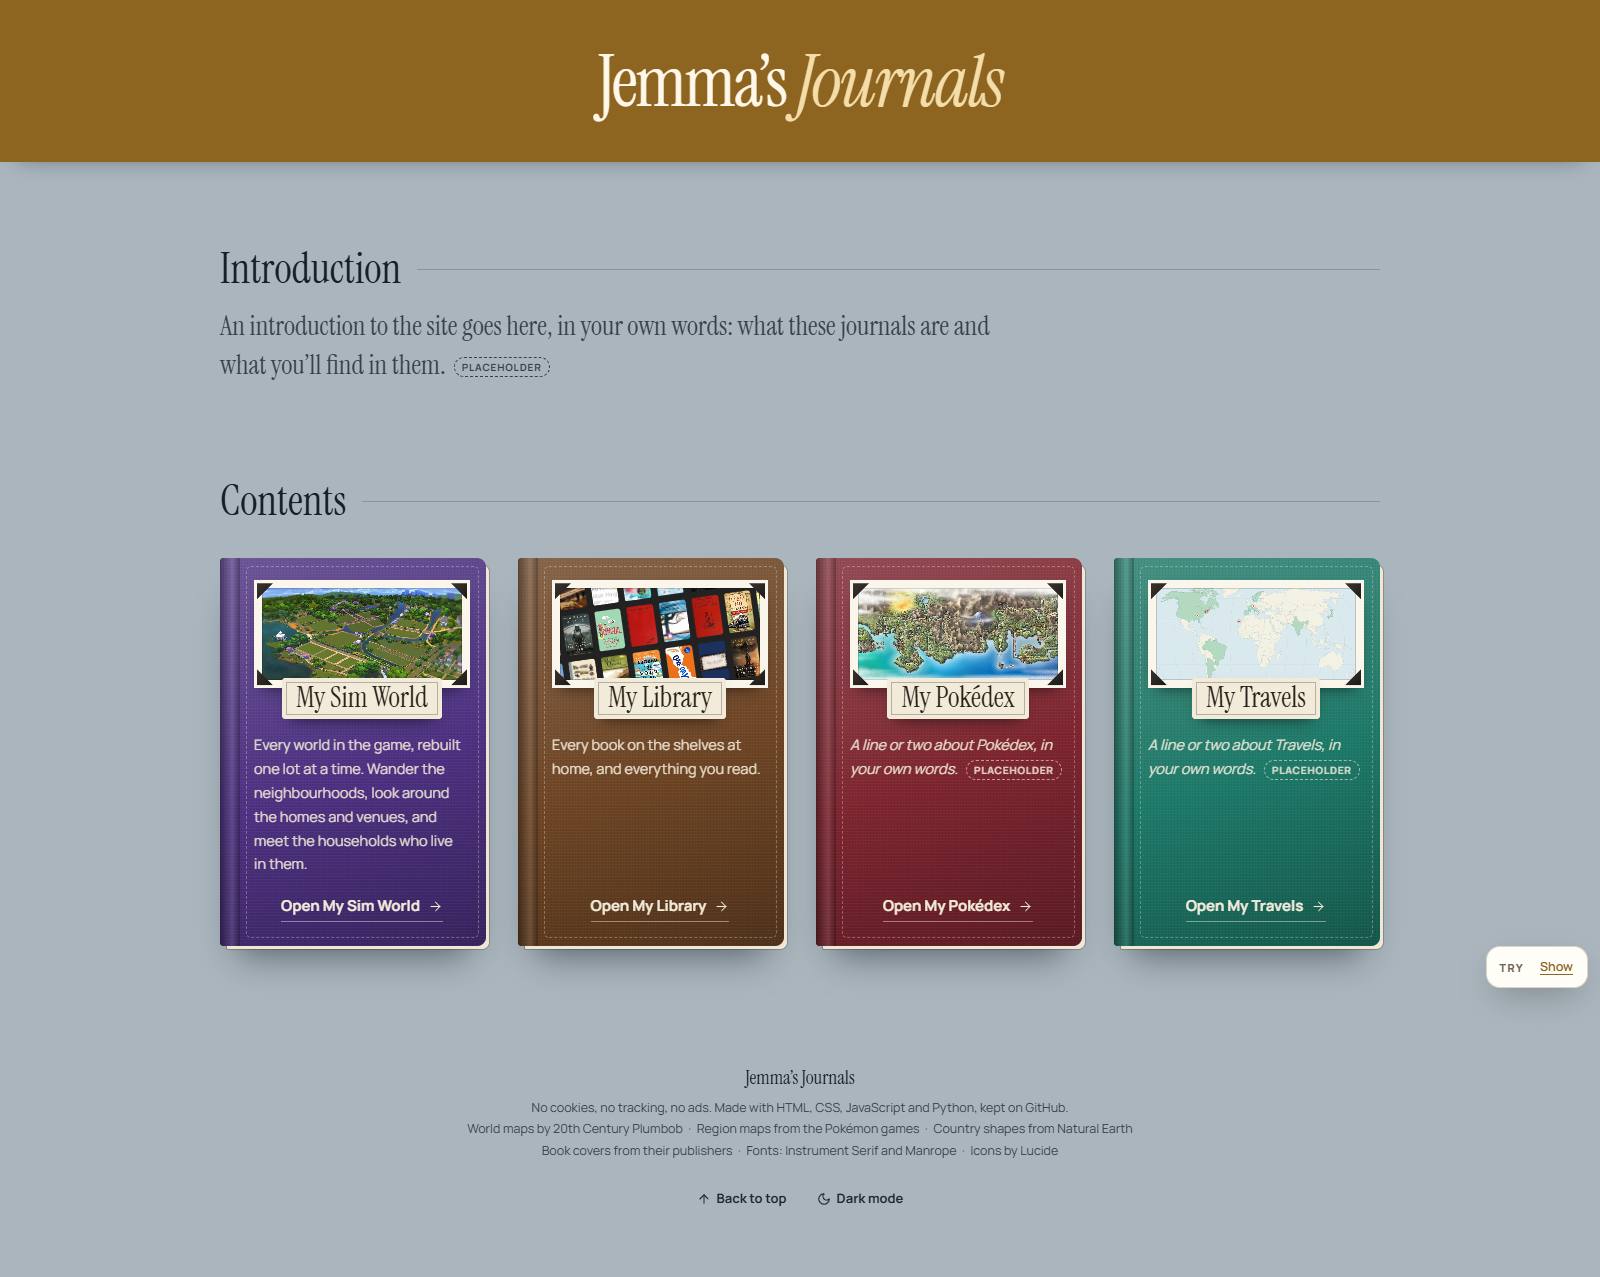 Jemma’s Journals
Introduction
An introduction to the site goes here, in your own words: what these journals are and
what you’ll find in them. PLACEHOLDER
Contents
My Sim World
Every world in the game, rebuilt
one lot at a time. Wander the
neighbourhoods, look around
the homes and venues, and
meet the households who live
in them.
Open My Sim World →
My Library
Every book on the shelves at
home, and everything you read.
Open My Library →
My Pokédex
A line or two about Pokédex, in
your own words. PLACEHOLDER
Open My Pokédex →
My Travels
A line or two about Travels, in
your own words. PLACEHOLDER
Open My Travels →
TRY Show
Jemma’s Journals
No cookies, no tracking, no ads. Made with HTML, CSS, JavaScript and Python, kept on GitHub.
World maps by 20th Century Plumbob · Region maps from the Pokémon games · Country shapes from Natural Earth
Book covers from their publishers · Fonts: Instrument Serif and Manrope · Icons by Lucide
↑ Back to top
Dark mode